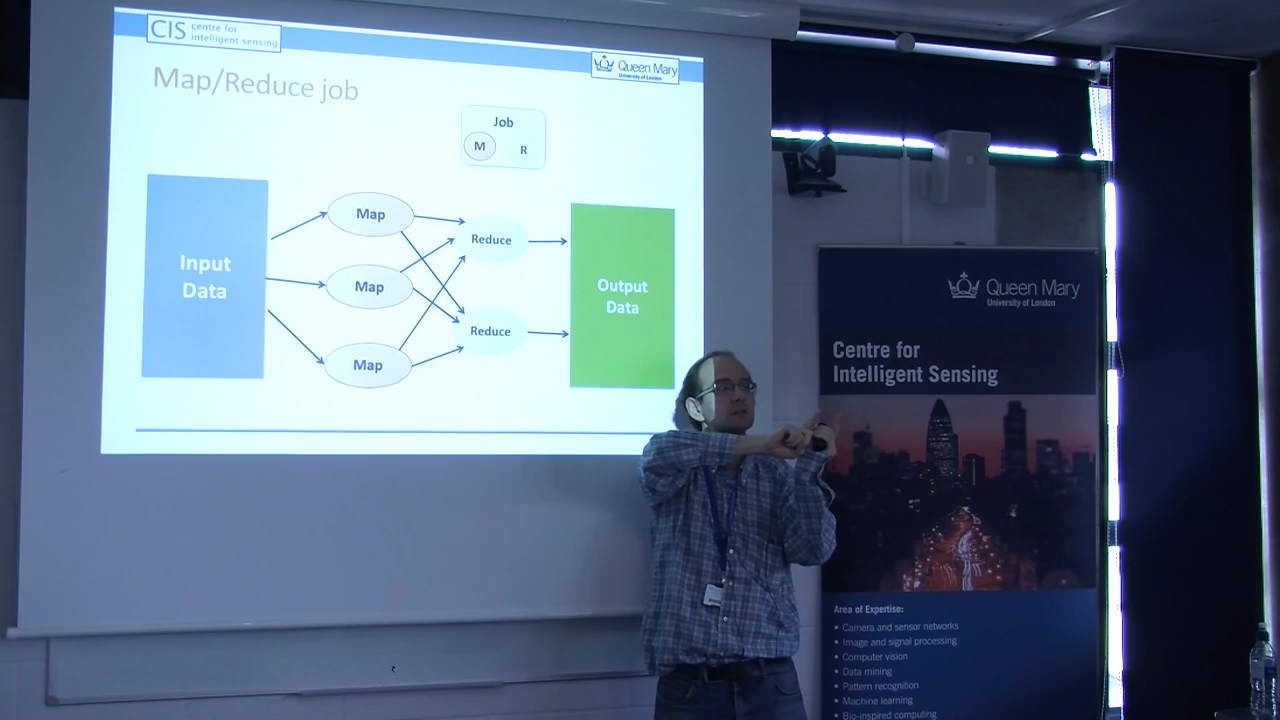 CIS centre for
intelligent sensing
Queen Mary
University of London
Map/Reduce job
Job
M
R
Input
Data
Map
Map
Map
Reduce
Reduce
Output
Data
Queen Mary
University of London
Centre for
Intelligent Sensing
Area of Expertise:
• Camera and sensor networks
• Image and signal processing
• Computer vision
• Data mining
• Pattern recognition
• Machine learning
• Bio-inspired computing